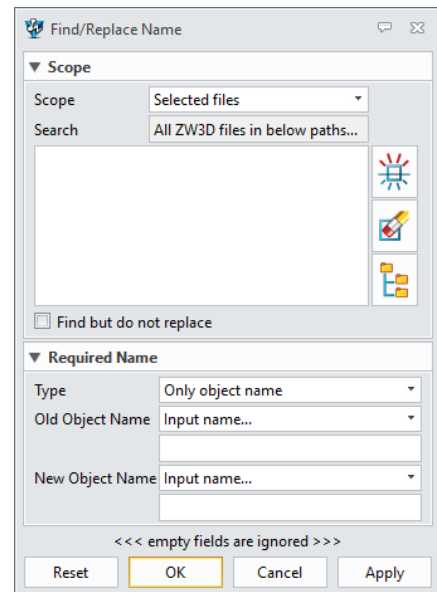 Find/Replace Name
Scope
Scope Selected files
Search All ZW3D files in below paths...
Find but do not replace
Required Name
Type Only object name
Old Object Name Input name...
New Object Name Input name...
<<< empty fields are ignored >>>
Reset OK Cancel Apply